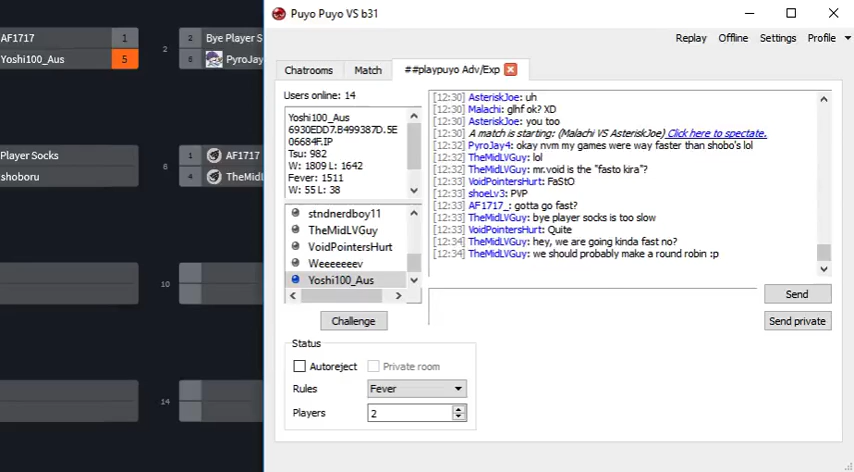 AF1717 1
Yoshi100_Aus 5
2
2 Bye Player S
6 PyroJay
Player Socks
shoboru
6
1 AF1717
4 TheMidL
10
14
Puyo Puyo VS b31
Replay Offline Settings Profile
Chatrooms Match ##playpuyo Adv/Exp
Users online: 14
Yoshi100_Aus
6930EDD7.B499387D.5E
06684F.IP
Tsu: 982
W: 1809 L: 1642
Fever: 1511
W: 55 L: 38
stndnerdboy11
TheMidLVGuy
VoidPointersHurt
Weeeeeeev
Yoshi100_Aus
Challenge
[12:30] AsteriskJoe: uh
[12:30] Malachi: glhf ok? XD
[12:30] AsteriskJoe: you too
[12:30] A match is starting: (Malachi VS AsteriskJoe) Click here to spectate.
[12:32] PyroJay4: okay nvm my games were way faster than shobo's lol
[12:32] TheMidLVGuy: lol
[12:32] TheMidLVGuy: mr.void is the "fasto kira"?
[12:32] VoidPointersHurt: FaStO
[12:33] shoeLv3: PVP
[12:33] AF1717_: gotta go fast?
[12:33] TheMidLVGuy: bye player socks is too slow
[12:33] VoidPointersHurt: Quite
[12:34] TheMidLVGuy: hey, we are going kinda fast no?
[12:34] TheMidLVGuy: we should probably make a round robin :p
Send
Send private
Status
Autoreject Private room
Rules Fever
Players 2